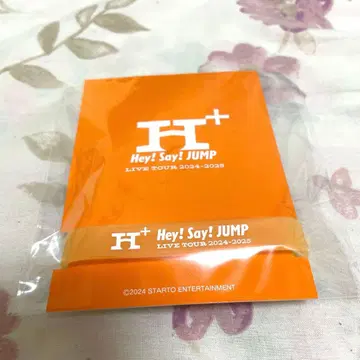 H+
Hey! Say! JUMP
LIVE TOUR 2024-2025
H+ Hey! Say! JUMP
LIVE TOUR 2024-2025
©2024 STARTO ENTERTAINMENT